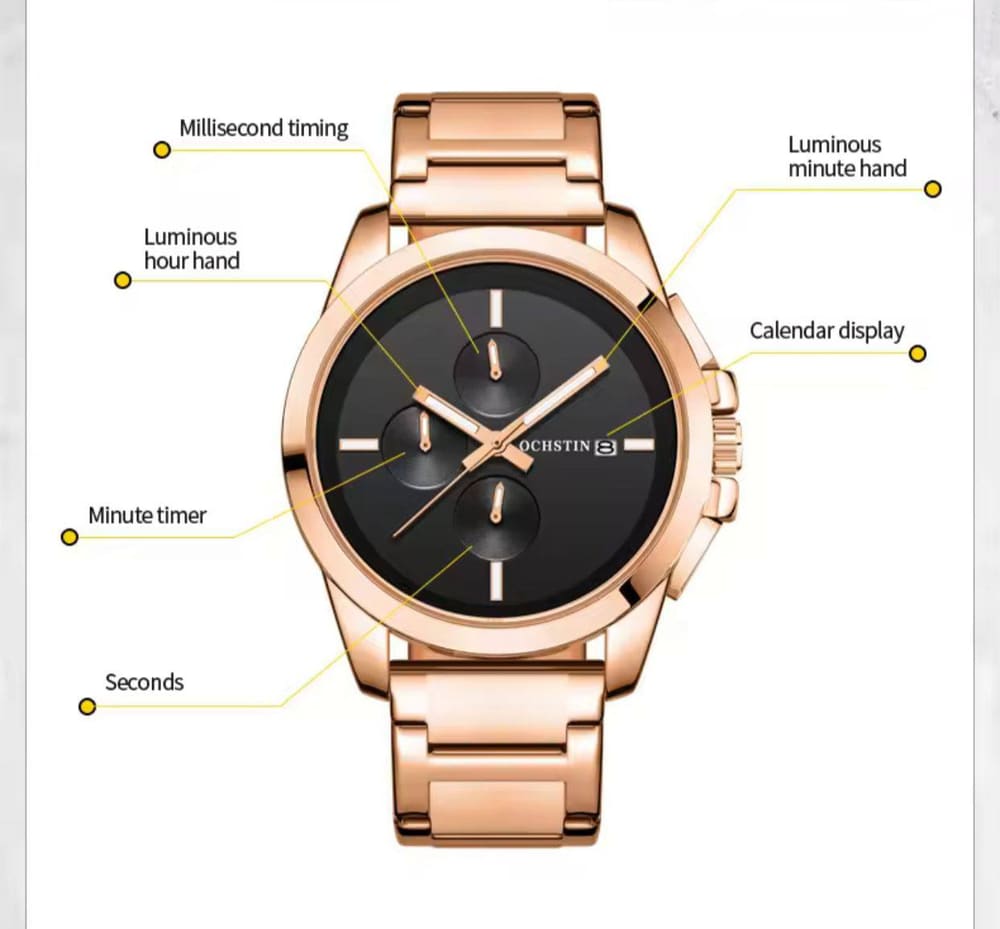 Millisecond timing
Luminous
minute hand
Luminous
hour hand
Calendar display
OCHSTIN 8
Minute timer
Seconds